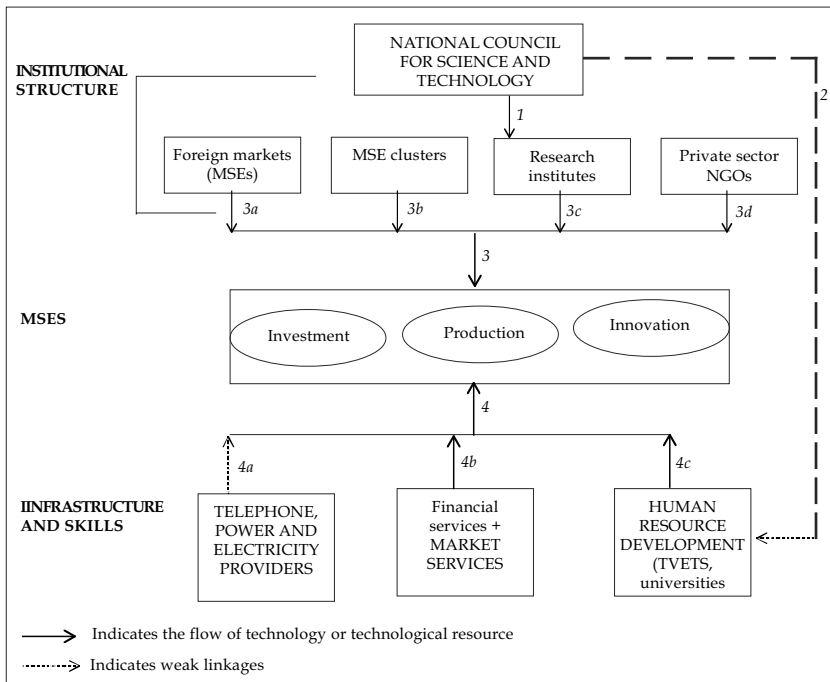 NATIONAL COUNCIL
FOR SCIENCE AND
TECHNOLOGY
INSTITUTIONAL
STRUCTURE
2
1
Foreign markets
(MSEs)
MSE clusters
Research
institutes
Private sector
NGOs
3a
3b
3c
3d
3
MSES
Investment
Production
Innovation
4
4a
4b
4c
IINFRASTRUCTURE
AND SKILLS
TELEPHONE,
POWER AND
ELECTRICITY
PROVIDERS
Financial
services +
MARKET
SERVICES
HUMAN
RESOURCE
DEVELOPMENT
(TVETS,
universities
Indicates the flow of technology or technological resource
Indicates weak linkages